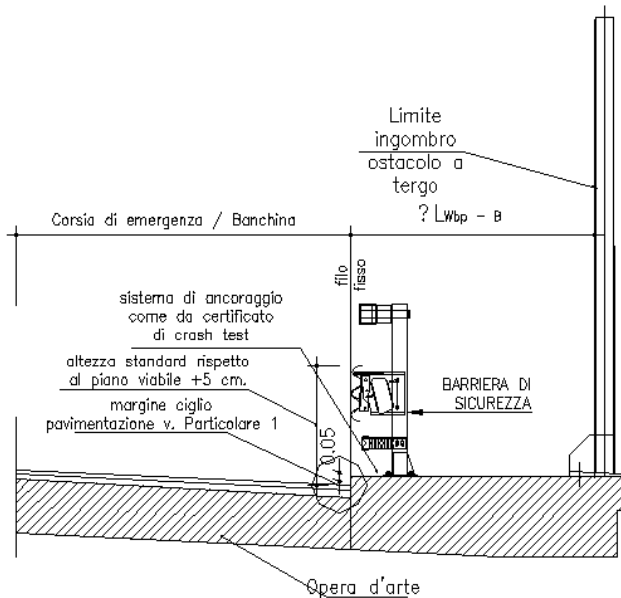 Limite
ingombro
ostacolo a
tergo
? LWbp - B
Corsia di emergenza / Banchina
filo
fisso
sistema di ancoraggio
come da certificato
di crash test
altezza standard rispetto
al piano viabile +5 cm.
margine ciglio
pavimentazione v. Particolare 1
0.05
BARRIERA DI
SICUREZZA
Opera d'arte